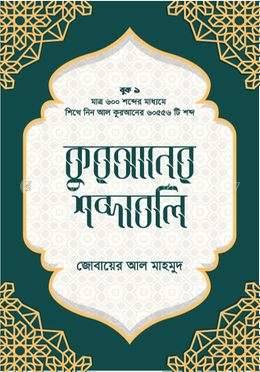 বুক ১
মাত্র ৬০০ শব্দের মাধ্যমে
শিখে নিন আল কুরআনের ৬০৫৫৬ টি শব্দ
কুরআনের
শব্দাবলি
জোবায়ের আল মাহমুদ